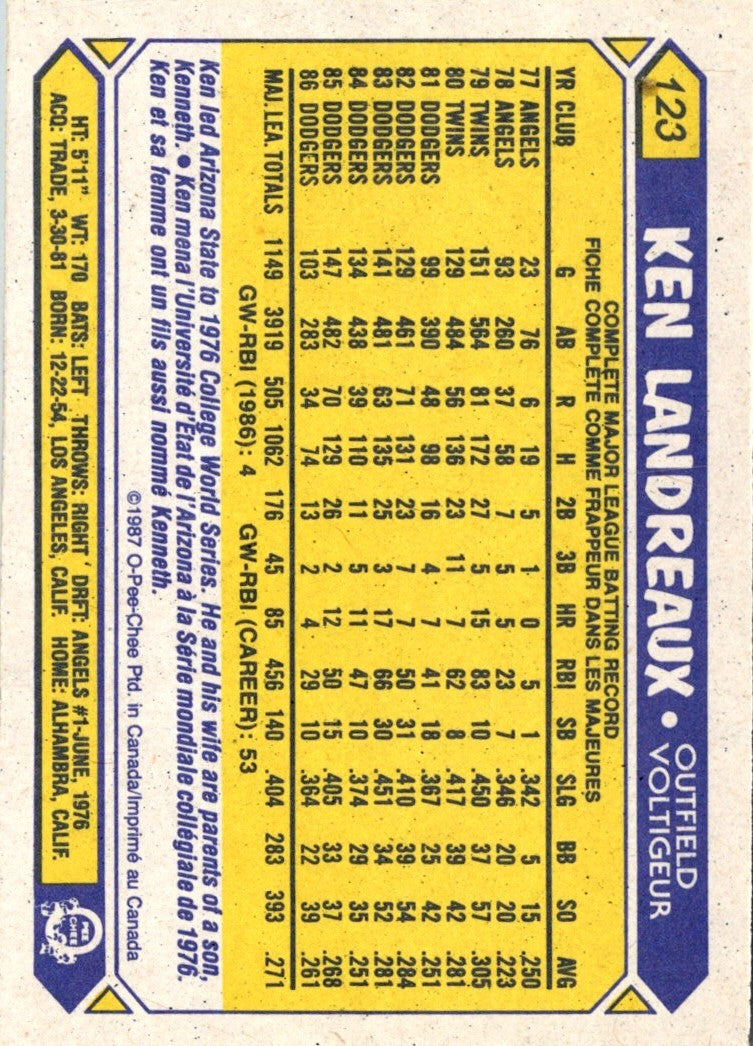 123
KEN LANDREAUX • OUTFIELD
VOLTIGEUR
COMPLETE MAJOR LEAGUE BATTING RECORD
FICHE COMPLÈTE COMME FRAPPEUR DANS LES MAJEURES
YR CLUB G AB R H 2B 3B HR RBI SB SLG BB SO AVG
77 ANGELS 23 76 6 19 5 1 0 5 1 .342 5 15 .250
78 ANGELS 93 260 37 58 7 5 5 23 7 .346 20 20 .223
79 TWINS 151 564 81 172 27 5 15 83 10 .450 37 57 .305
80 TWINS 129 484 56 136 23 11 7 62 8 .417 39 42 .281
81 DODGERS 99 390 48 98 16 4 7 41 18 .367 25 42 .251
82 DODGERS 129 461 71 131 23 7 7 50 31 .410 39 54 .284
83 DODGERS 141 481 63 135 25 3 17 66 30 .451 34 52 .281
84 DODGERS 134 438 39 110 11 5 11 47 10 .374 29 35 .251
85 DODGERS 147 482 70 129 26 2 12 50 15 .405 33 37 .268
86 DODGERS 103 283 34 74 13 2 4 29 10 .364 22 39 .261
MAJ. LEA. TOTALS 1149 3919 505 1062 176 45 85 456 140 .404 283 393 .271
GW-RBI (1986): 4 GW-RBI (CAREER): 53
Ken led Arizona State to 1976 College World Series. He and his wife are parents of a son,
Kenneth. • Ken mena l'Université d'État de l'Arizona à la Série mondiale collégiale de 1976.
Ken et sa femme ont un fils aussi nommé Kenneth.
©1987 O-Pee-Chee Ptd. in Canada/Imprimé au Canada
HT: 5'11" WT: 170 BATS: LEFT THROWS: RIGHT DRFT: ANGELS #1-JUNE, 1976
ACQ: TRADE, 3-30-81 BORN: 12-22-54, LOS ANGELES, CALIF. HOME: ALHAMBRA, CALIF.
O
PEE
CHEE